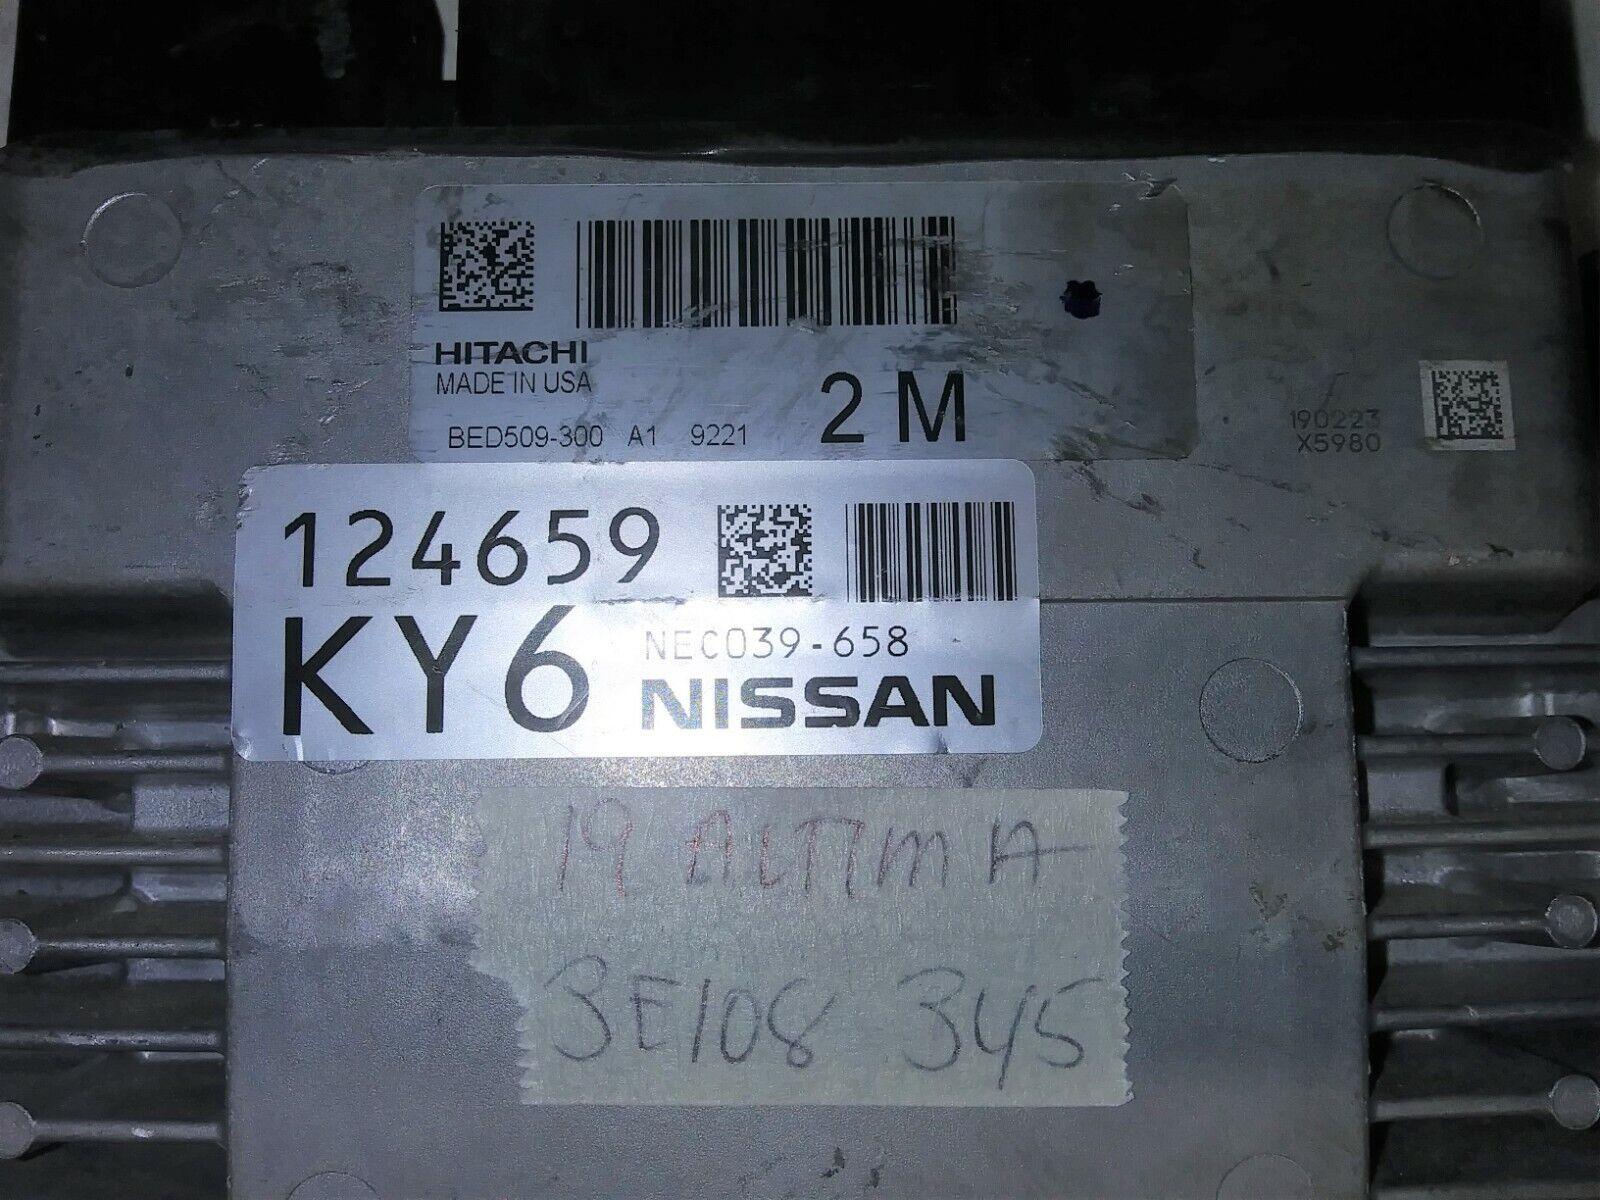 HITACHI
MADE IN USA
BED509-300 A1 9221 2 M
190223
X5980
124659
KY6 NEC039-658
NISSAN
19 ALTIMA
3E108 345